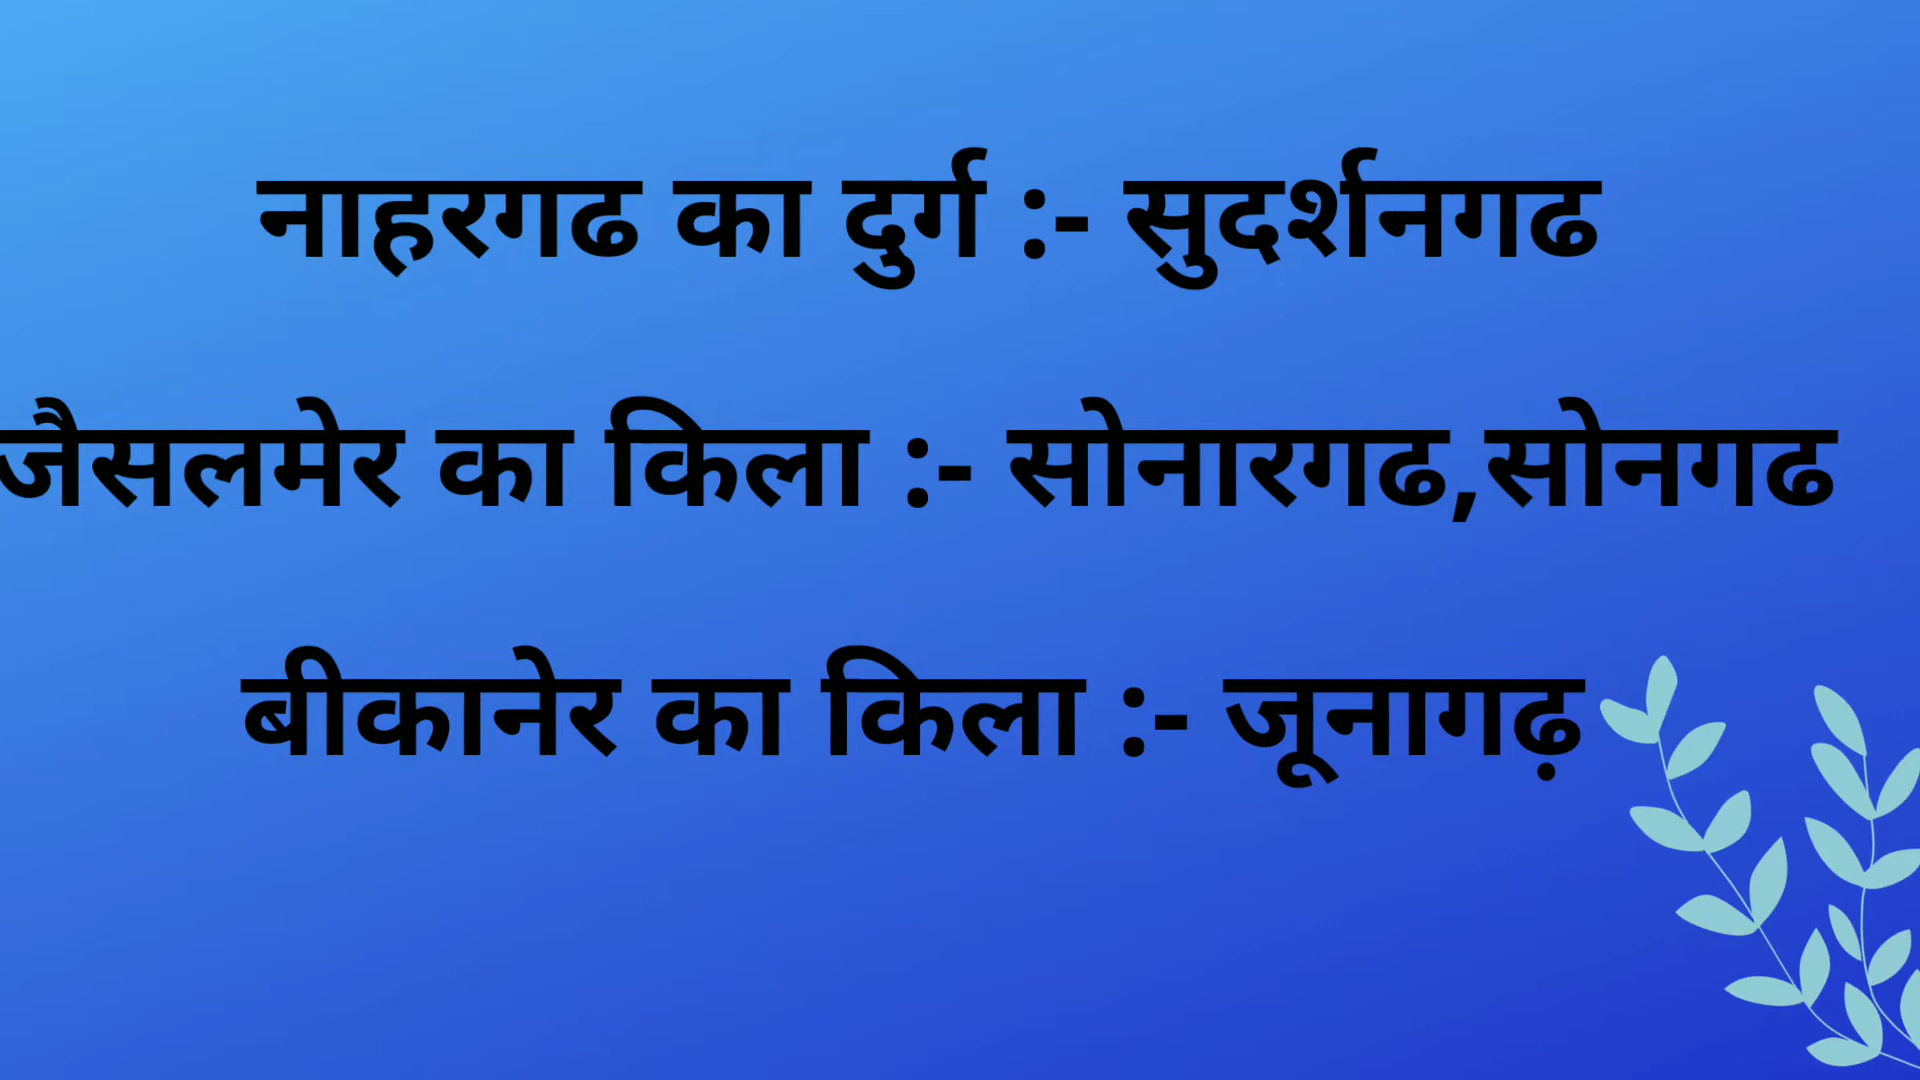 नाहरगढ का दुर्ग :- सुदर्शनगढ
जैसलमेर का किला :- सोनारगढ,सोनगढ
बीकानेर का किला :- जूनागढ़